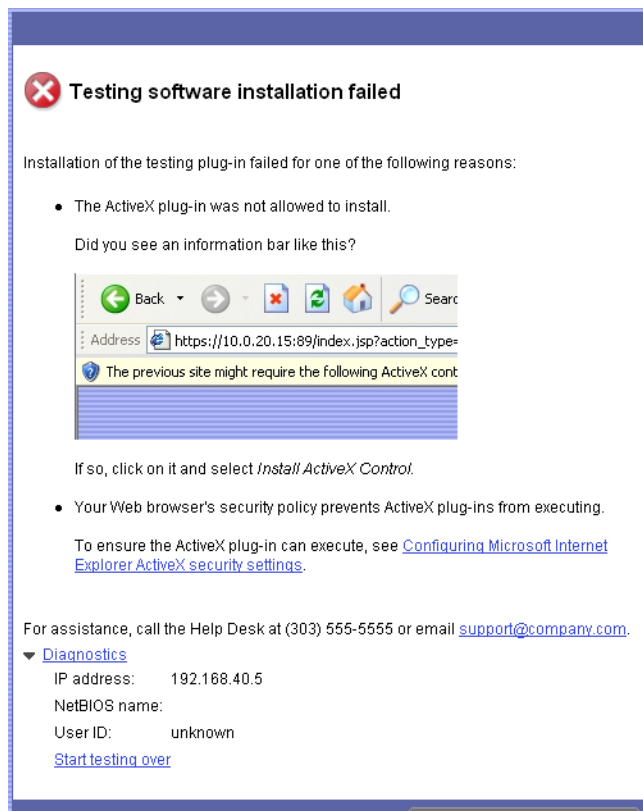 Testing software installation failed
Installation of the testing plug-in failed for one of the following reasons:
• The ActiveX plug-in was not allowed to install.
Did you see an information bar like this?
Back
Searc
Address https://10.0.20.15:89/index.jsp?action_type=
The previous site might require the following ActiveX cont
If so, click on it and select Install ActiveX Control.
• Your Web browser's security policy prevents ActiveX plug-ins from executing.
To ensure the ActiveX plug-in can execute, see Configuring Microsoft Internet
Explorer ActiveX security settings.
For assistance, call the Help Desk at (303) 555-5555 or email support@company.com.
Diagnostics
IP address: 192.168.40.5
NetBIOS name:
User ID: unknown
Start testing over